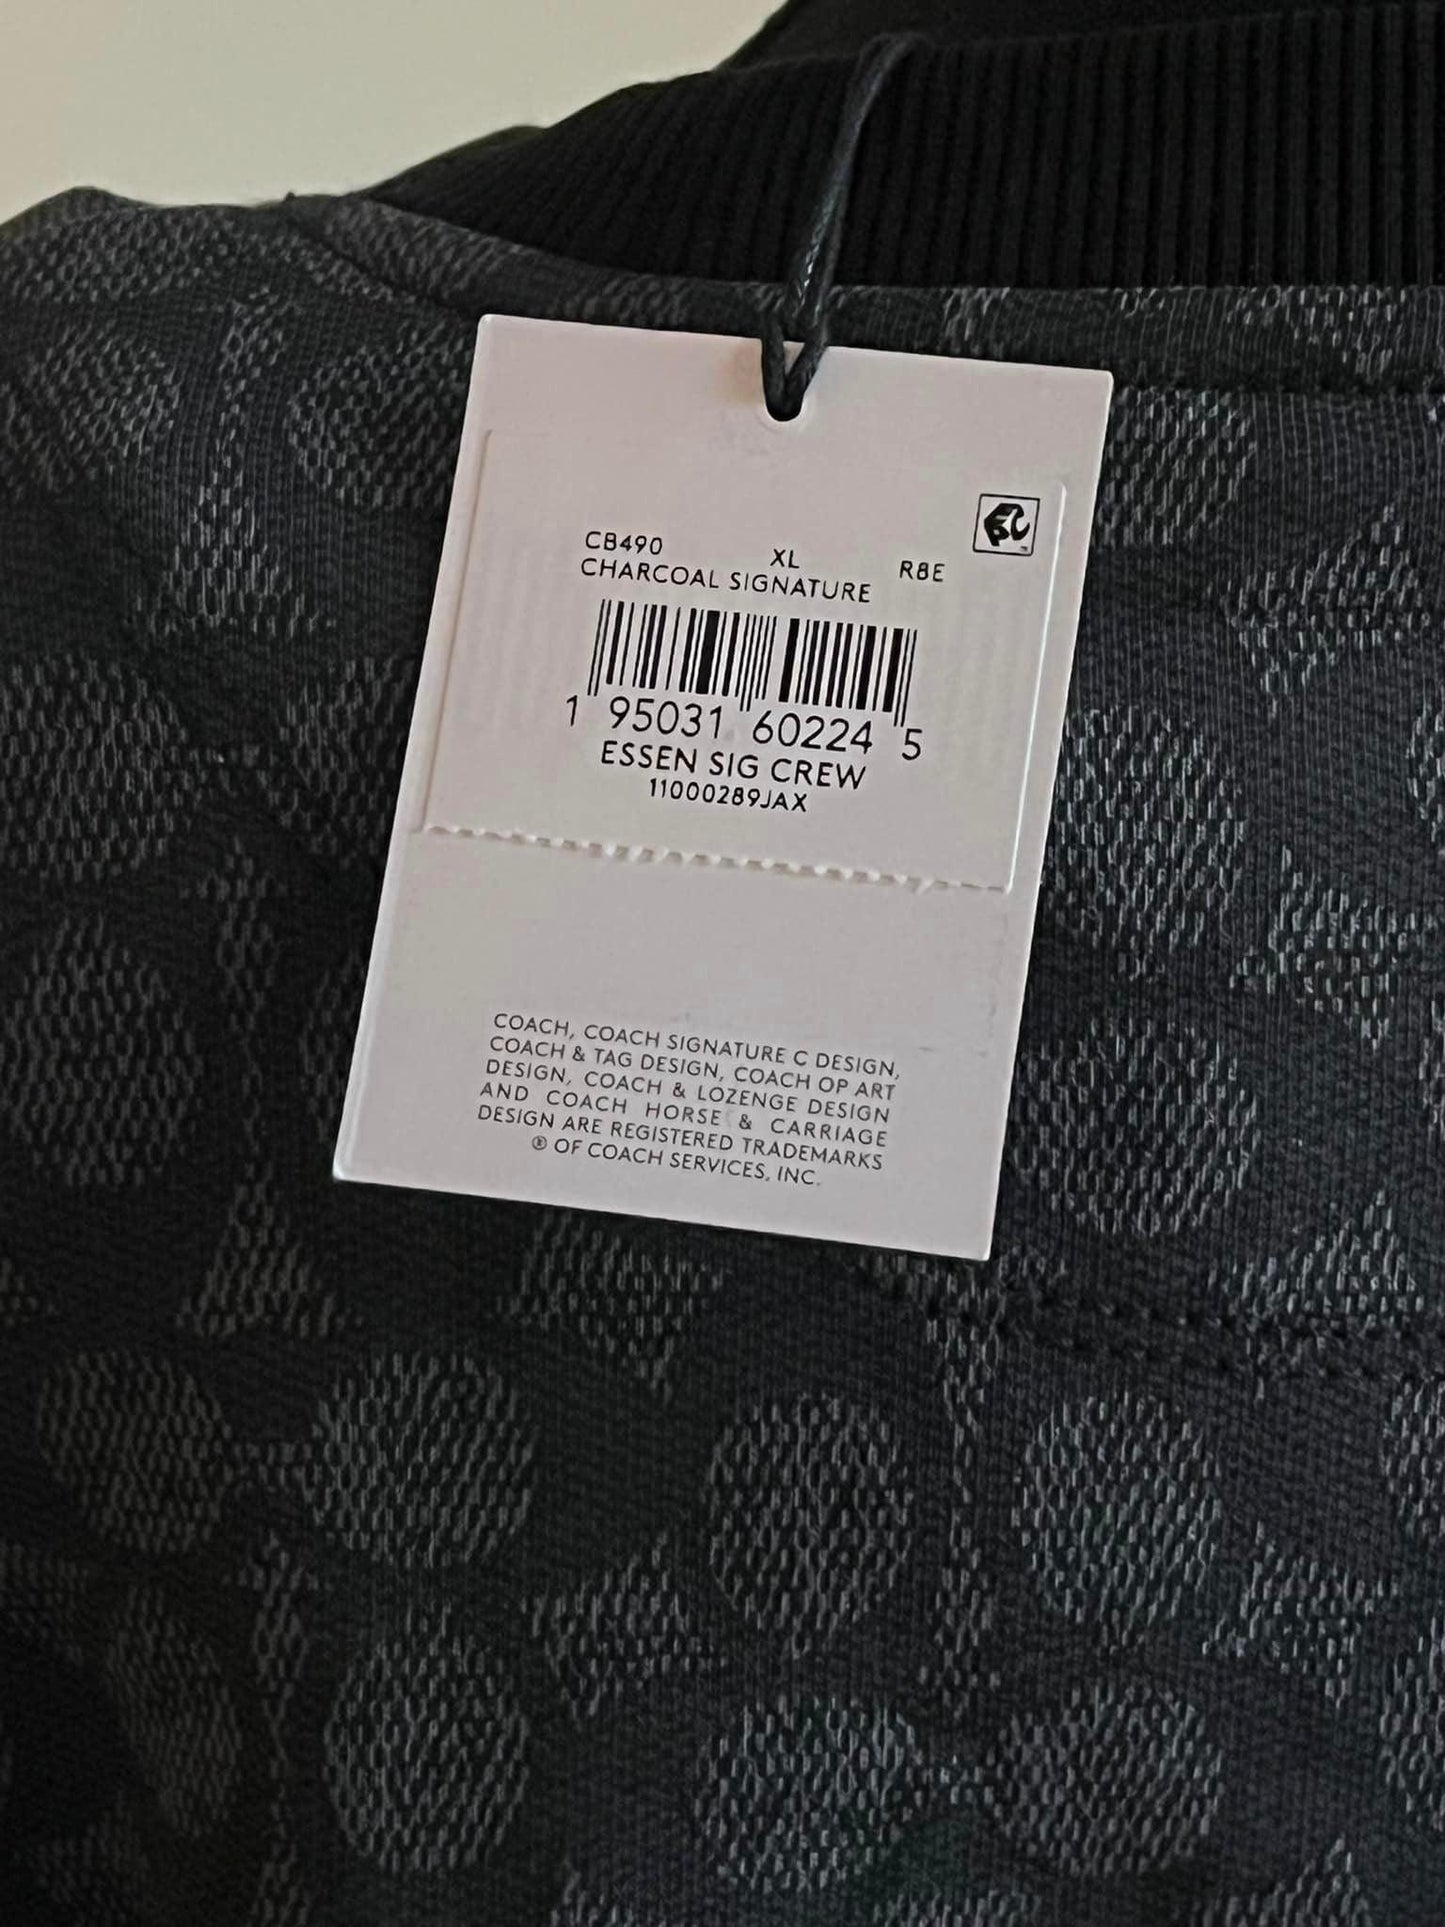 CB490 XL R8E
CHARCOAL SIGNATURE
1 95031 60224 5
ESSEN SIG CREW
11000289JAX
COACH, COACH SIGNATURE C DESIGN,
COACH & TAG DESIGN, COACH OP ART
DESIGN, COACH & LOZENGE DESIGN
AND COACH HORSE & CARRIAGE
DESIGN ARE REGISTERED TRADEMARKS
® OF COACH SERVICES, INC.